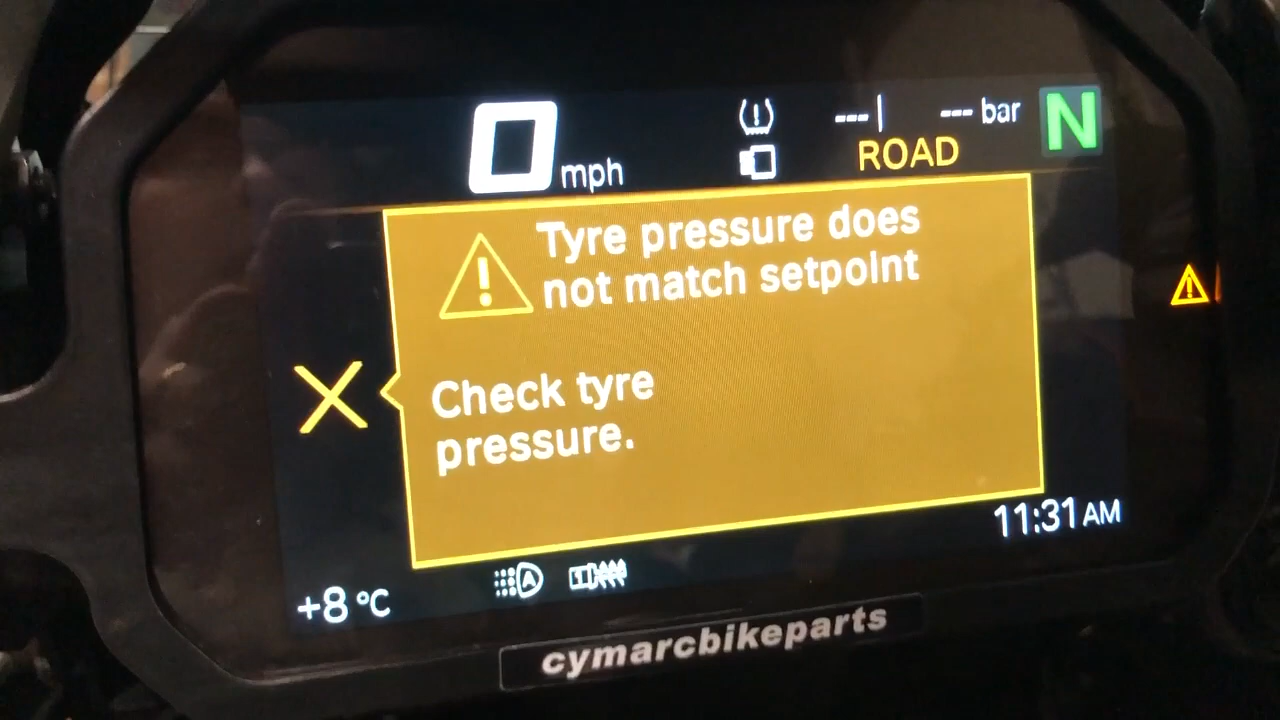 0 mph
--- | --- bar
N
ROAD
Tyre pressure does
not match setpoint
Check tyre
pressure.
11:31 AM
+8 °C
A
cymarcbikeparts